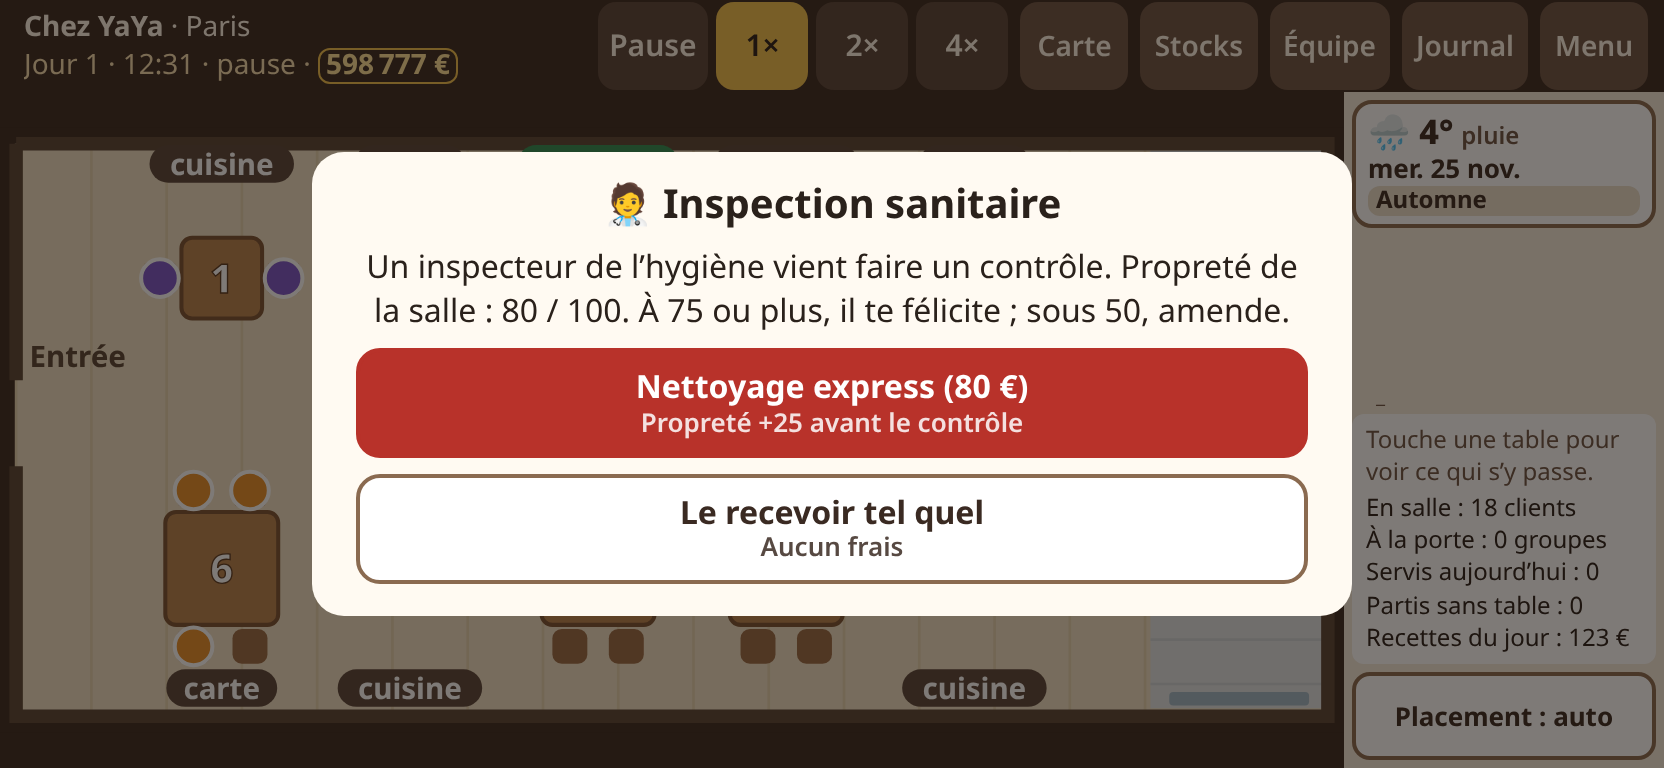 Chez YaYa · Paris
Jour 1 · 12:31 · pause · 598 777 €
Pause
1×
2×
4×
Carte
Stocks
Équipe
Journal
Menu
4° pluie
mer. 25 nov.
Automne
cuisine
1
Entrée
6
carte
cuisine
cuisine
🧑‍⚕️ Inspection sanitaire
Un inspecteur de l’hygiène vient faire un contrôle. Propreté de
la salle : 80 / 100. À 75 ou plus, il te félicite ; sous 50, amende.
Nettoyage express (80 €)
Propreté +25 avant le contrôle
Le recevoir tel quel
Aucun frais
Touche une table pour
voir ce qui s’y passe.
En salle : 18 clients
À la porte : 0 groupes
Servis aujourd’hui : 0
Partis sans table : 0
Recettes du jour : 123 €
Placement : auto